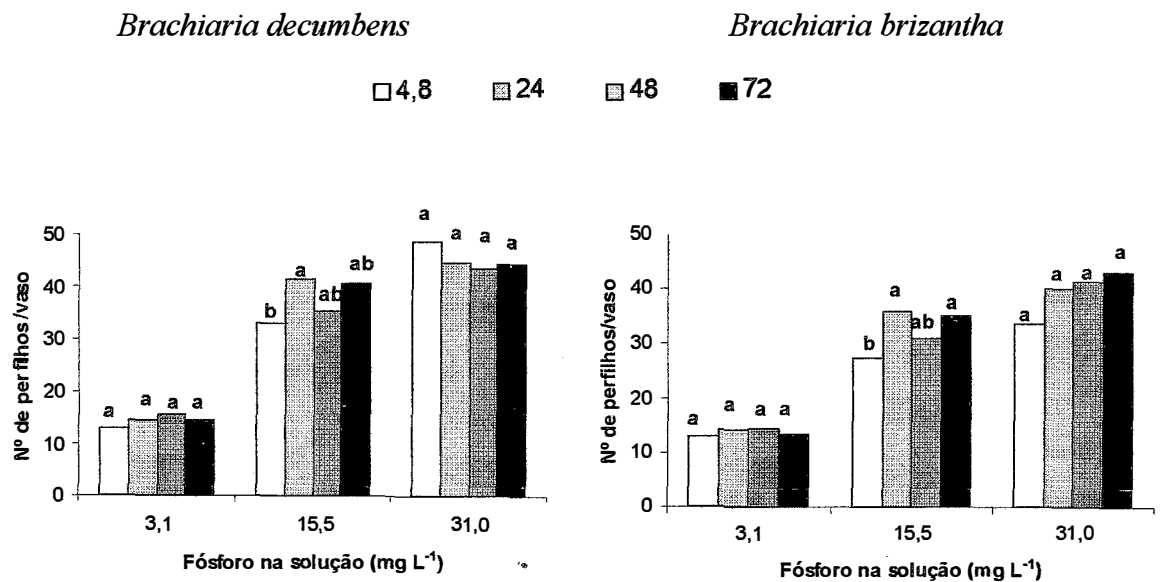 Brachiaria decumbens Brachiaria brizantha
4,8 24 48 72
Nº de perfilhos/vaso
50
40
30
20
10
0
a a a a
b a ab ab
a a a a
3,1 15,5 31,0
Fósforo na solução (mg L⁻¹)
Nº de perfilhos/vaso
50
40
30
20
10
0
a a a a
b a ab a
a a a a
3,1 15,5 31,0
Fósforo na solução (mg L⁻¹)